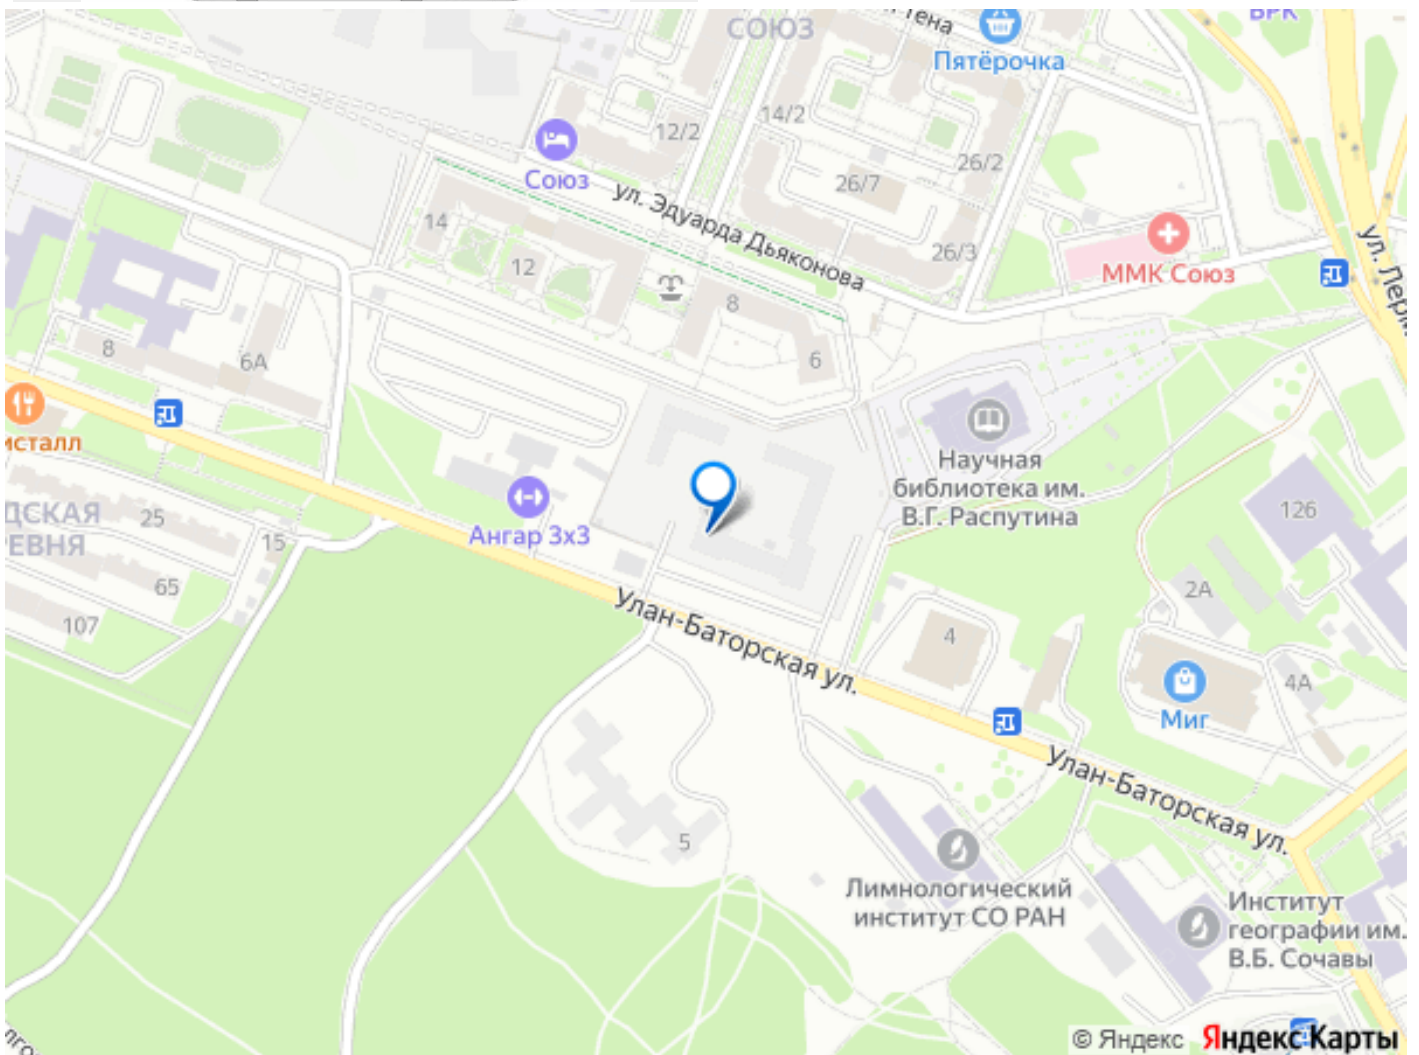 СОЮЗ
тена
ВРК
Пятёрочка
14/2
12/2
26/2
Союз
26/7
ул. Эдуарда Дьяконова
14
26/3
12
ММК Союз
8
8
6А
6
126
Научная
библиотека им.
В.Г. Распутина
25
Ангар 3х3
15
65
2А
107
Улан-Баторская ул.
4
4А
Миг
Улан-Баторская ул.
5
Лимнологический
институт СО РАН
Институт
географии им.
В.Б. Сочавы
© Яндекс Яндекс Карты